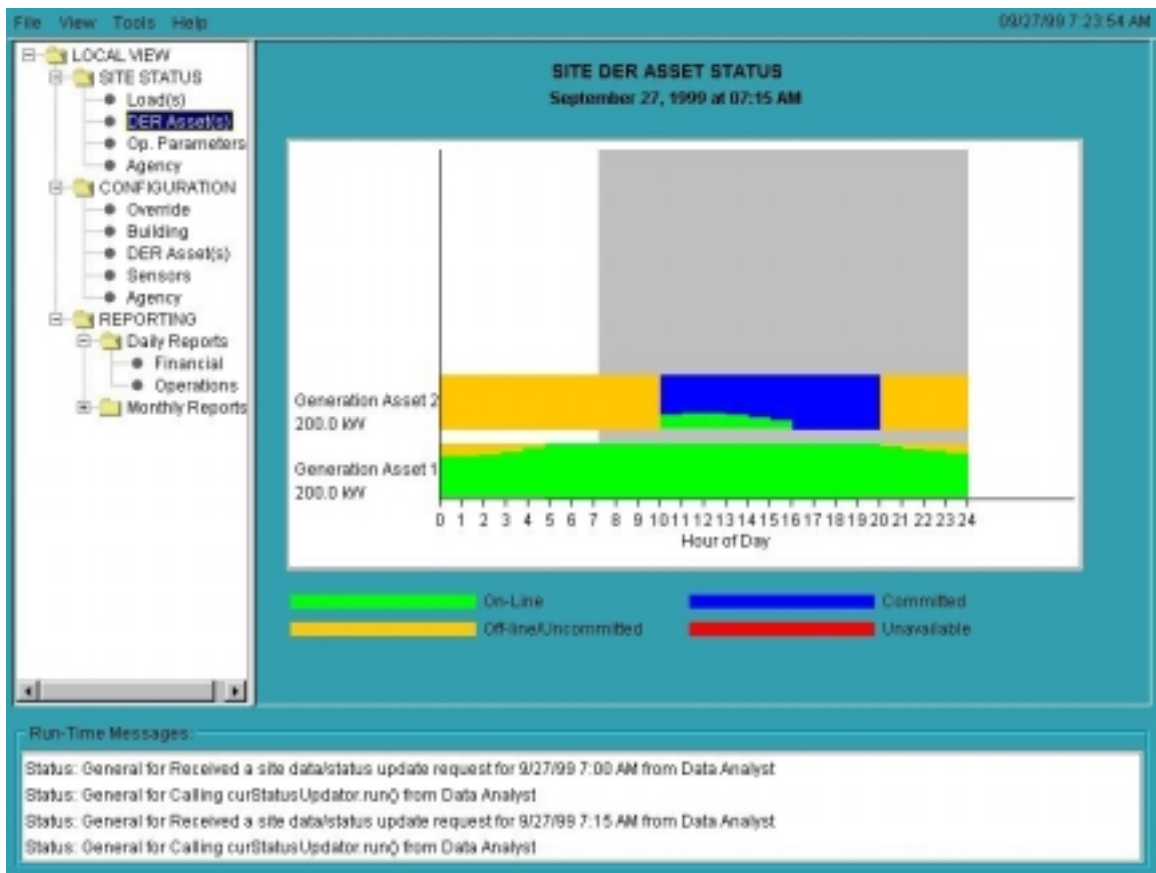 File View Tools Help
09/27/99 7:23:54 AM
LOCAL VIEW
SITE STATUS
Load(s)
DER Asset(s)
Op. Parameters
Agency
CONFIGURATION
Override
Building
DER Asset(s)
Sensors
Agency
REPORTING
Daily Reports
Financial
Operations
Monthly Reports
SITE DER ASSET STATUS
September 27, 1999 at 07:15 AM
Generation Asset 2
200.0 kW
Generation Asset 1
200.0 kW
0 1 2 3 4 5 6 7 8 9 10 11 12 13 14 15 16 17 18 19 20 21 22 23 24
Hour of Day
On-Line
Committed
Off-line/Uncommitted
Unavailable
Run-Time Messages:
Status: General for Received a site data/status update request for 9/27/99 7:00 AM from Data Analyst
Status: General for Calling curStatusUpdator.run() from Data Analyst
Status: General for Received a site data/status update request for 9/27/99 7:15 AM from Data Analyst
Status: General for Calling curStatusUpdator.run() from Data Analyst